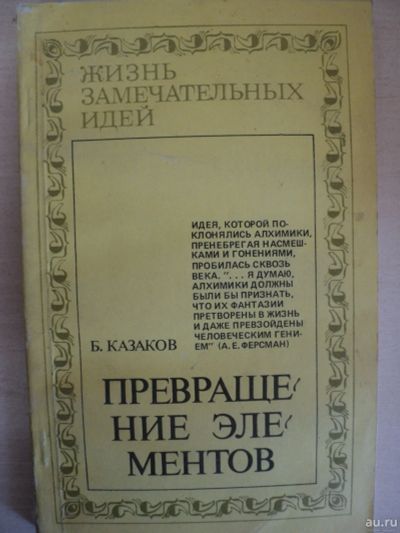 ЖИЗНЬ
ЗАМЕЧАТЕЛЬНЫХ
ИДЕЙ
ИДЕЯ, КОТОРОЙ ПО-
КЛОНЯЛИСЬ АЛХИМИКИ,
ПРЕНЕБРЕГАЯ НАСМЕШ-
КАМИ И ГОНЕНИЯМИ,
ПРОБИЛАСЬ СКВОЗЬ
ВЕКА. "... Я ДУМАЮ,
АЛХИМИКИ ДОЛЖНЫ
БЫЛИ БЫ ПРИЗНАТЬ,
ЧТО ИХ ФАНТАЗИИ
ПРЕТВОРЕНЫ В ЖИЗНЬ
И ДАЖЕ ПРЕВЗОЙДЕНЫ
ЧЕЛОВЕЧЕСКИМ ГЕНИ-
ЕМ" (А. Е. ФЕРСМАН)
Б. КАЗАКОВ
ПРЕВРАЩЕ-
НИЕ ЭЛЕ-
МЕНТОВ
au.ru